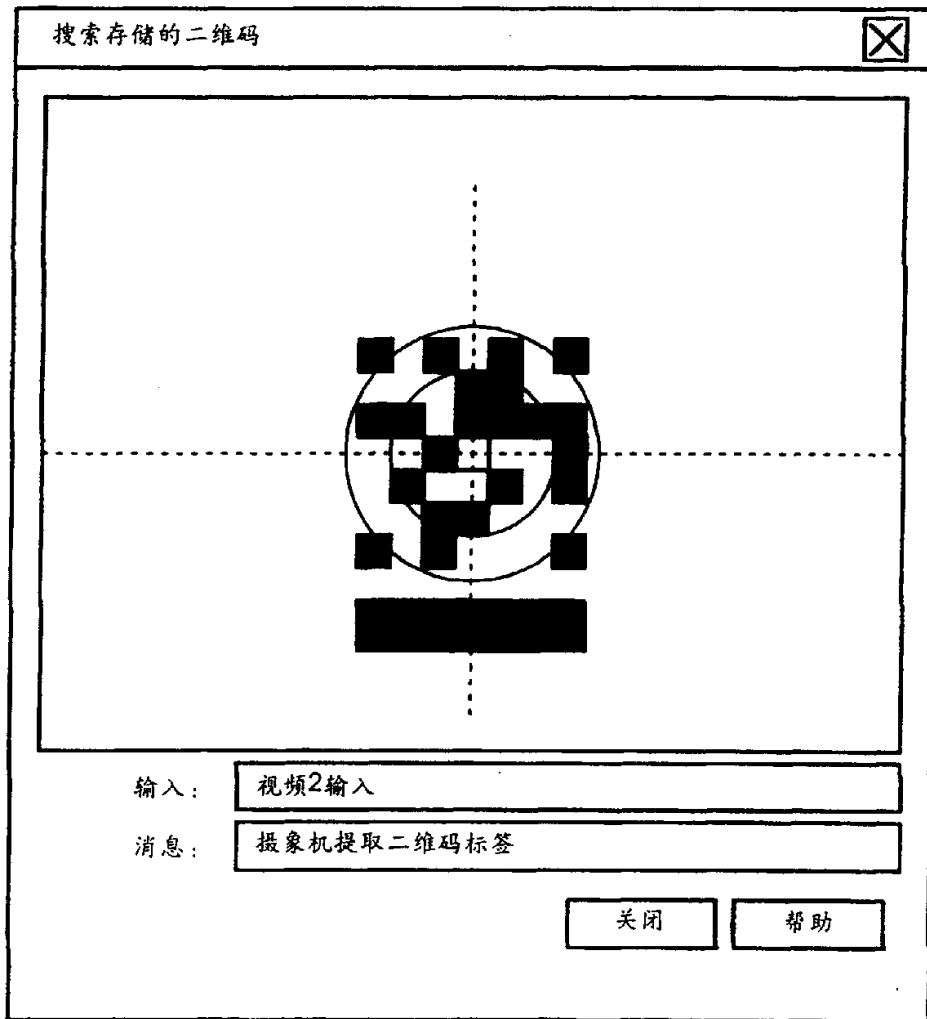 搜索存储的二维码
输入：
视频2输入
消息：
摄象机提取二维码标签
关闭
帮助